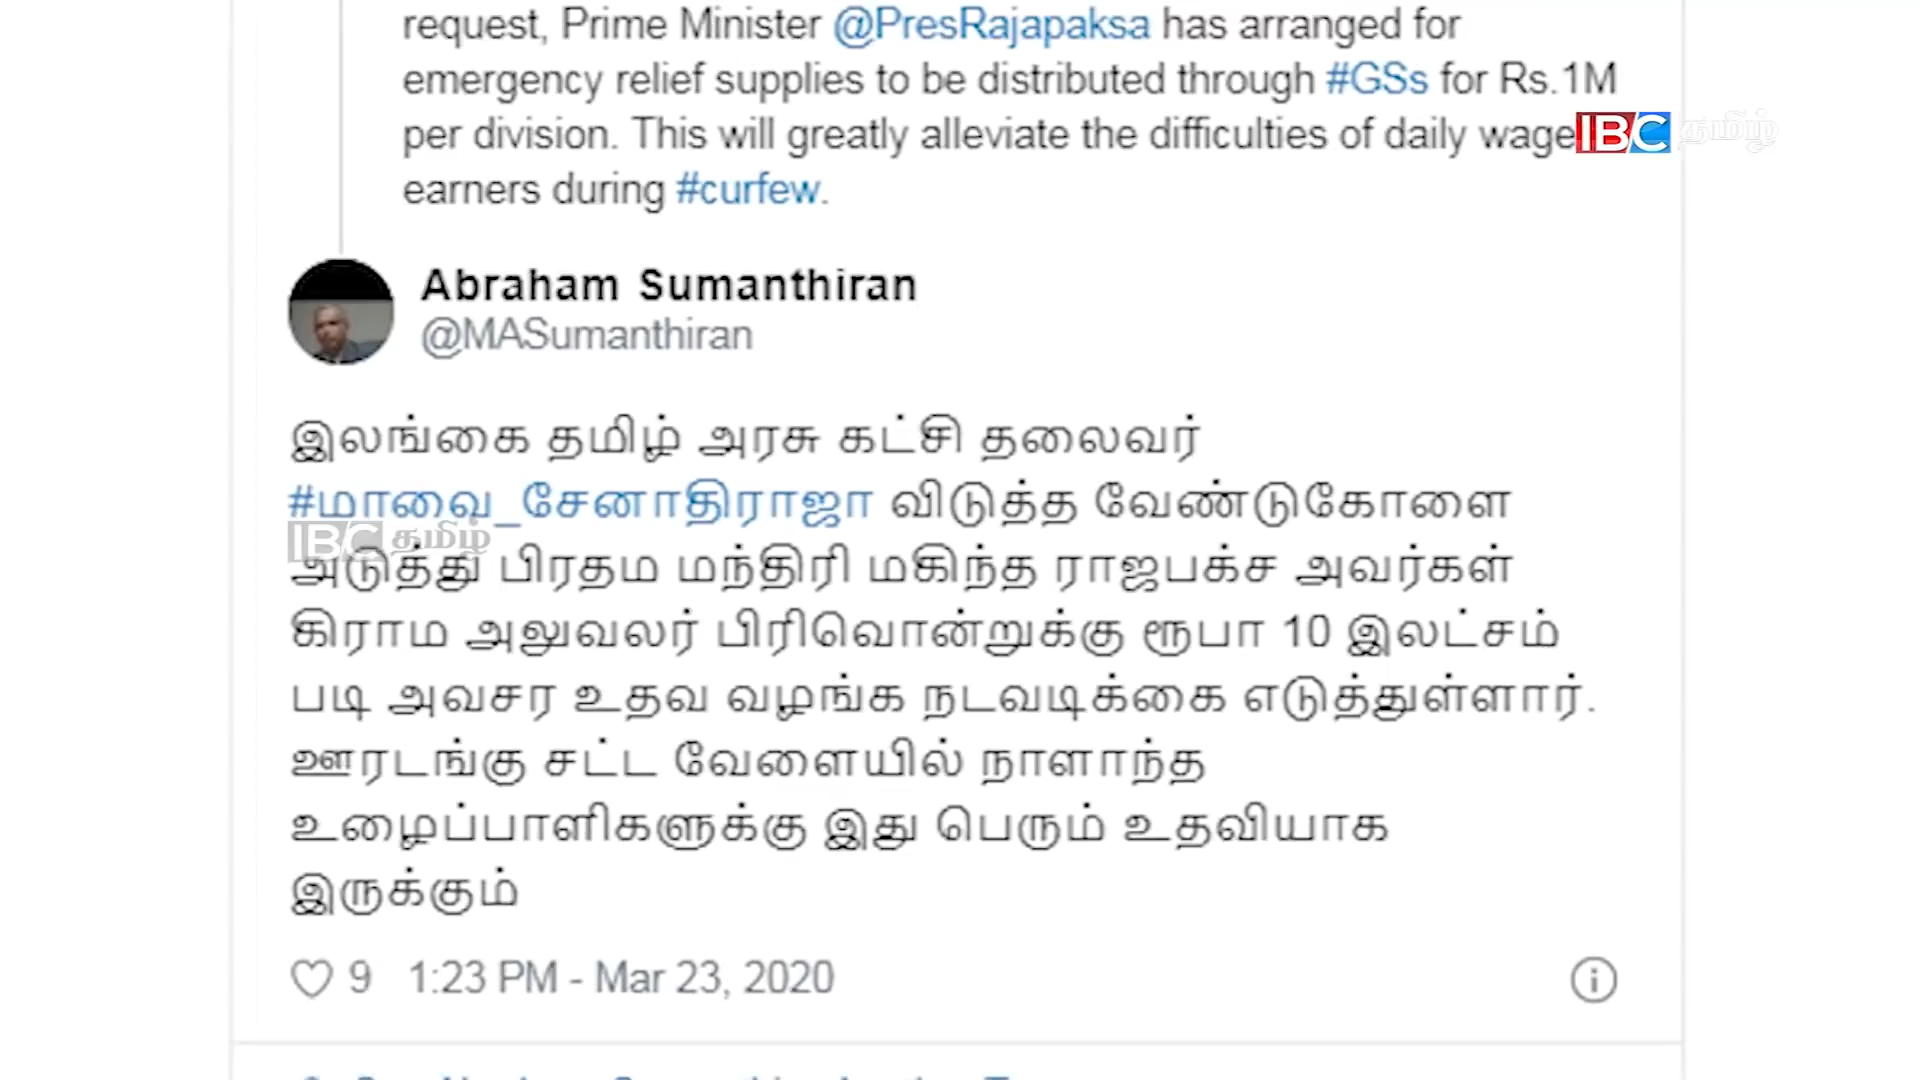 request, Prime Minister @PresRajapaksa has arranged for
emergency relief supplies to be distributed through #GSs for Rs.1M
per division. This will greatly alleviate the difficulties of daily wage
IBC தமிழ்
earners during #curfew.
Abraham Sumanthiran
@MASumanthiran
இலங்கை தமிழ் அரசு கட்சி தலைவர்
#மாவை_சேனாதிராஜா விடுத்த வேண்டுகோளை
IBC தமிழ்
அடுத்து பிரதம மந்திரி மகிந்த ராஜபக்ச அவர்கள்
கிராம அலுவலர் பிரிவொன்றுக்கு ரூபா 10 இலட்சம்
படி அவசர உதவ வழங்க நடவடிக்கை எடுத்துள்ளார்.
ஊரடங்கு சட்ட வேளையில் நாளாந்த
உழைப்பாளிகளுக்கு இது பெரும் உதவியாக
இருக்கும்
9 1:23 PM - Mar 23, 2020